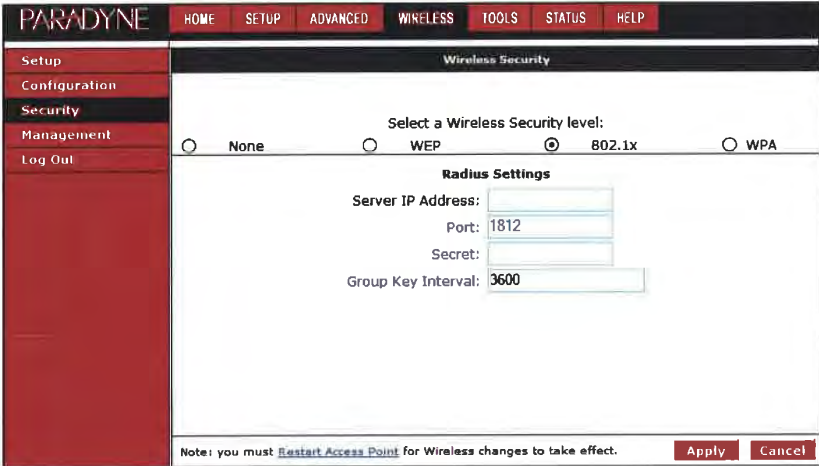 PARADYNE
HOME SETUP ADVANCED WIRELESS TOOLS STATUS HELP
Setup
Configuration
Security
Management
Log Out
Wireless Security
Select a Wireless Security level:
None WEP 802.1x WPA
Radius Settings
Server IP Address:
Port: 1812
Secret:
Group Key Interval: 3600
Note: you must Restart Access Point for Wireless changes to take effect.
Apply Cancel